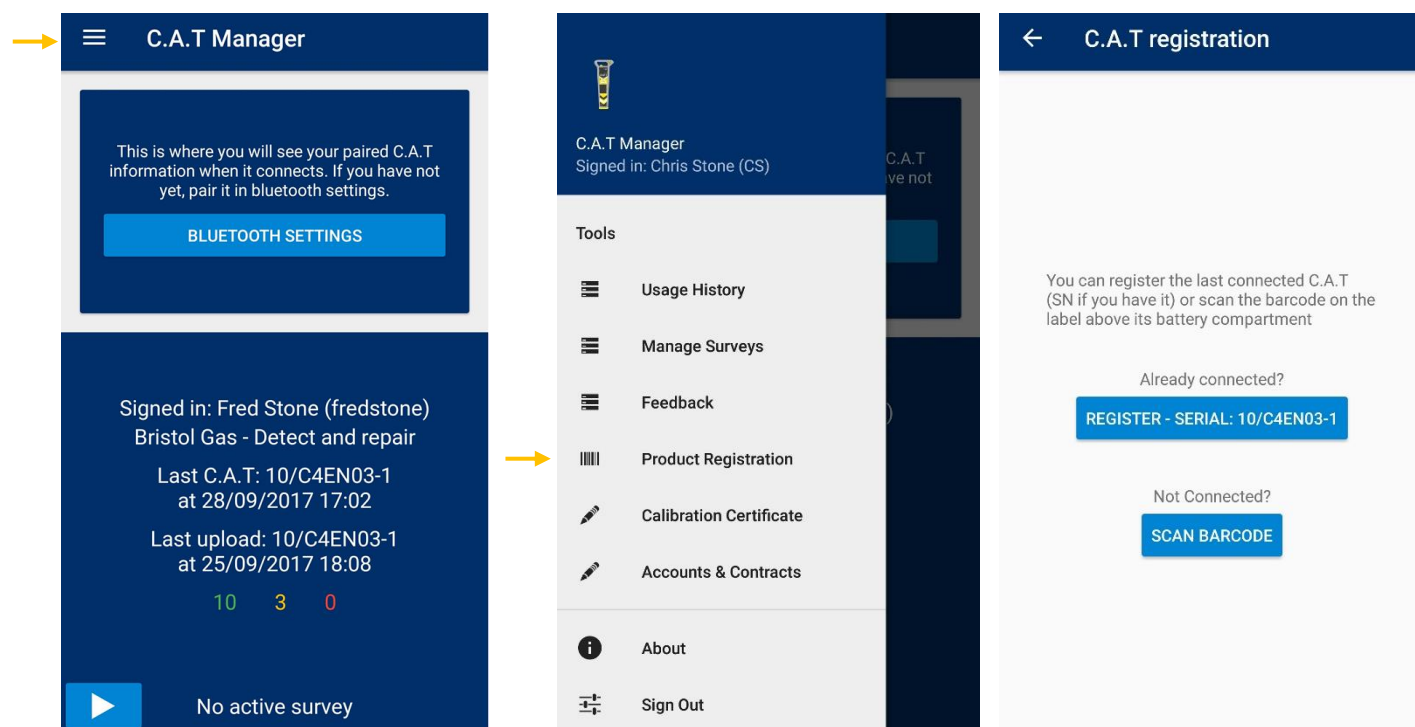 C.A.T Manager
This is where you will see your paired C.A.T
information when it connects. If you have not
yet, pair it in bluetooth settings.
BLUETOOTH SETTINGS
Signed in: Fred Stone (fredstone)
Bristol Gas - Detect and repair
Last C.A.T: 10/C4EN03-1
at 28/09/2017 17:02
Last upload: 10/C4EN03-1
at 25/09/2017 18:08
10 3 0
No active survey
C.A.T Manager
Signed in: Chris Stone (CS)
C.A.T
ve not
)
Tools
Usage History
Manage Surveys
Feedback
Product Registration
Calibration Certificate
Accounts & Contracts
About
Sign Out
C.A.T registration
You can register the last connected C.A.T
(SN if you have it) or scan the barcode on the
label above its battery compartment
Already connected?
REGISTER - SERIAL: 10/C4EN03-1
Not Connected?
SCAN BARCODE